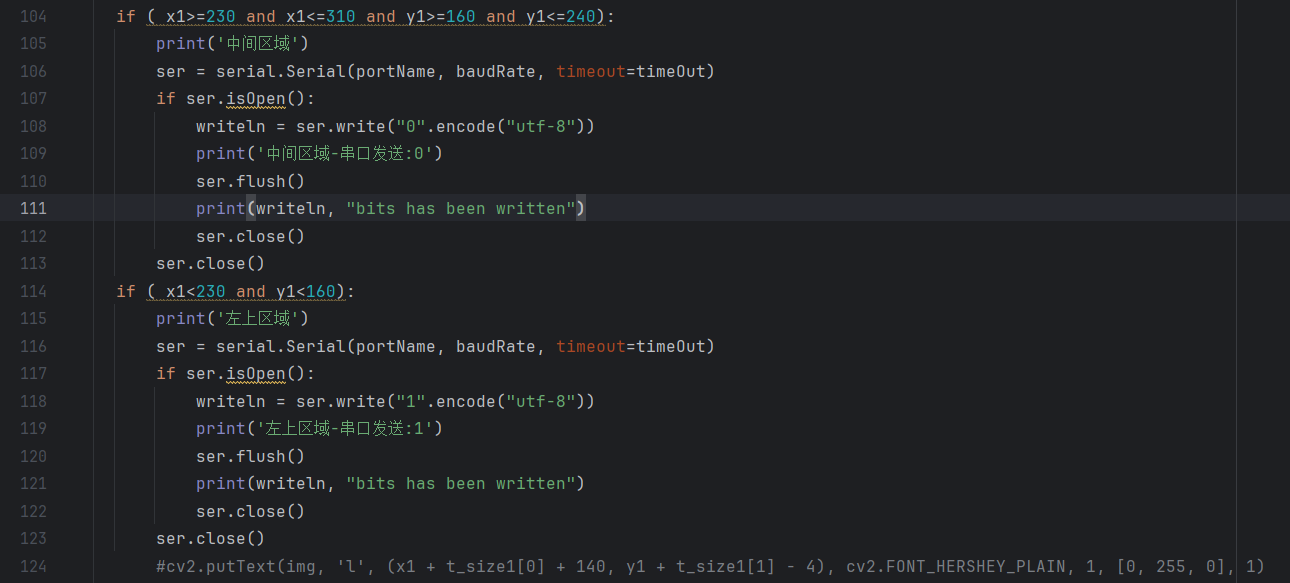 104 if ( x1>=230 and x1<=310 and y1>=160 and y1<=240):
105 print('中间区域')
106 ser = serial.Serial(portName, baudRate, timeout=timeOut)
107 if ser.isOpen():
108 writeln = ser.write("0".encode("utf-8"))
109 print('中间区域-串口发送:0')
110 ser.flush()
111 print(writeln, "bits has been written")
112 ser.close()
113 ser.close()
114 if ( x1<230 and y1<160):
115 print('左上区域')
116 ser = serial.Serial(portName, baudRate, timeout=timeOut)
117 if ser.isOpen():
118 writeln = ser.write("1".encode("utf-8"))
119 print('左上区域-串口发送:1')
120 ser.flush()
121 print(writeln, "bits has been written")
122 ser.close()
123 ser.close()
124 #cv2.putText(img, 'l', (x1 + t_size1[0] + 140, y1 + t_size1[1] - 4), cv2.FONT_HERSHEY_PLAIN, 1, [0, 255, 0], 1)